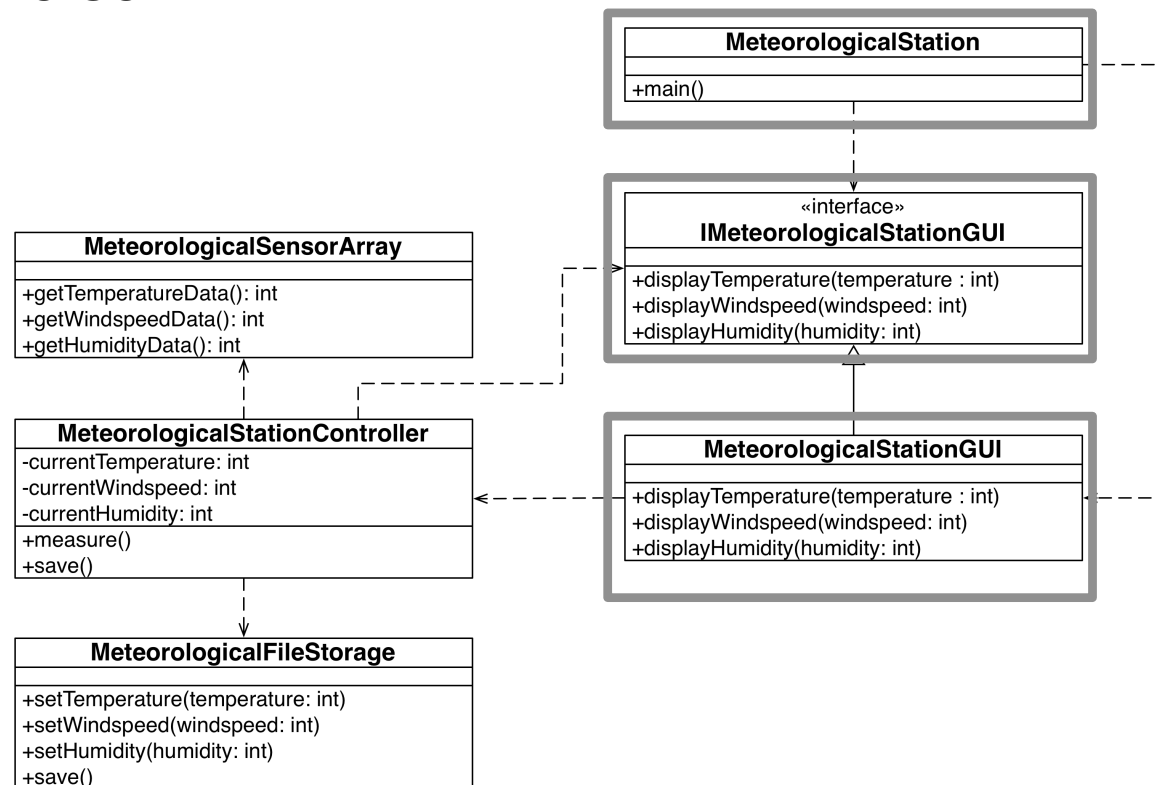 MeteorologicalStation
+main()
«interface»
IMeteorologicalStationGUI
+displayTemperature(temperature : int)
+displayWindspeed(windspeed: int)
+displayHumidity(humidity: int)
MeteorologicalSensorArray
+getTemperatureData(): int
+getWindspeedData(): int
+getHumidityData(): int
MeteorologicalStationController
-currentTemperature: int
-currentWindspeed: int
-currentHumidity: int
+measure()
+save()
MeteorologicalStationGUI
+displayTemperature(temperature : int)
+displayWindspeed(windspeed: int)
+displayHumidity(humidity: int)
MeteorologicalFileStorage
+setTemperature(temperature: int)
+setWindspeed(windspeed: int)
+setHumidity(humidity: int)
+save()